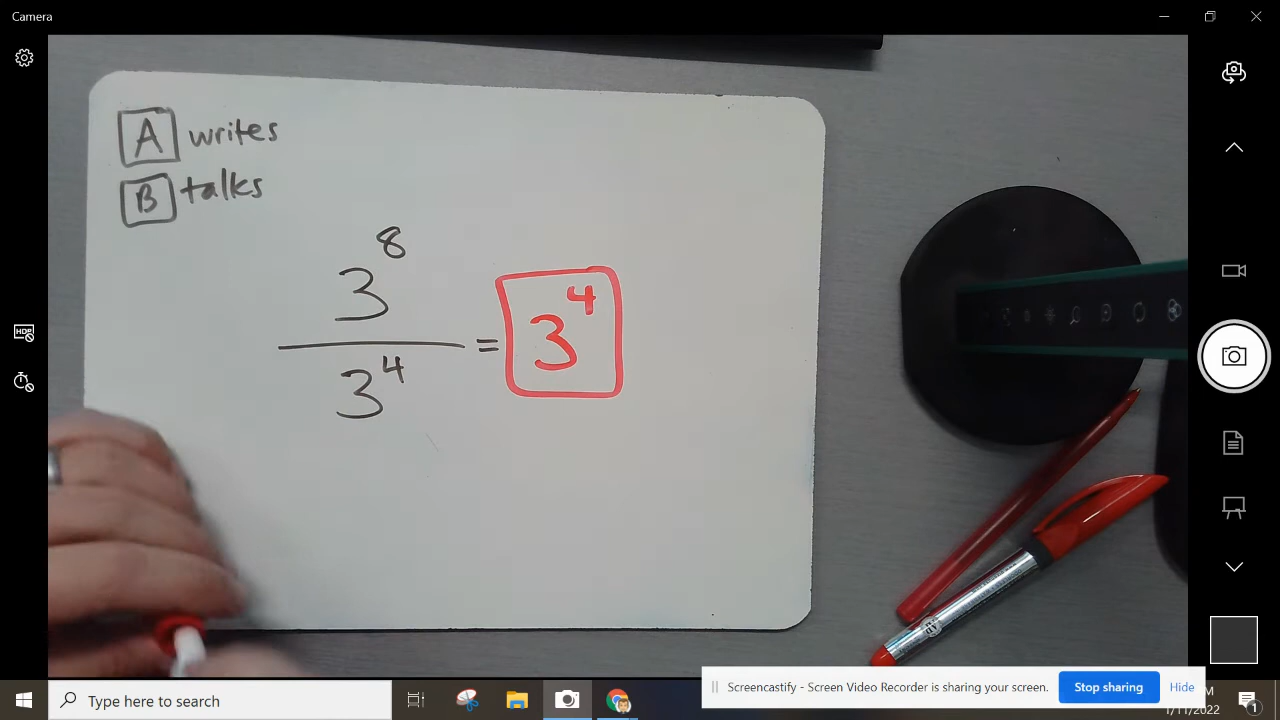 Camera
A writes
B talks
3^8
3^4
= 3^4
Screencastify - Screen Video Recorder is sharing your screen.
Stop sharing
Hide
Type here to search
1/11/2022
1